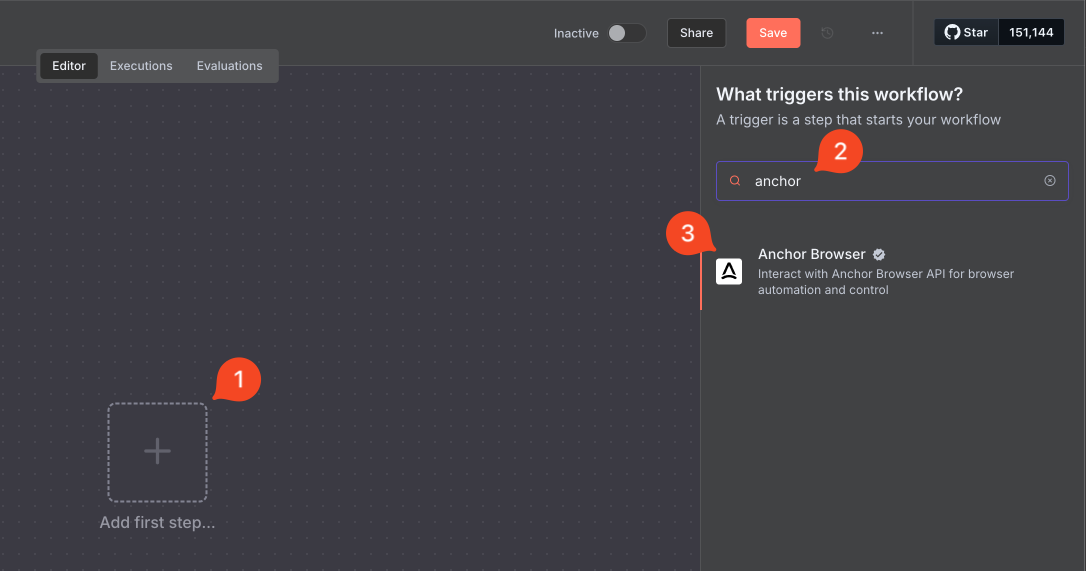 Inactive
Share
Save
...
Star
151,144
Editor
Executions
Evaluations
What triggers this workflow?
A trigger is a step that starts your workflow
2
anchor
3
Anchor Browser
Interact with Anchor Browser API for browser
automation and control
1
Add first step...